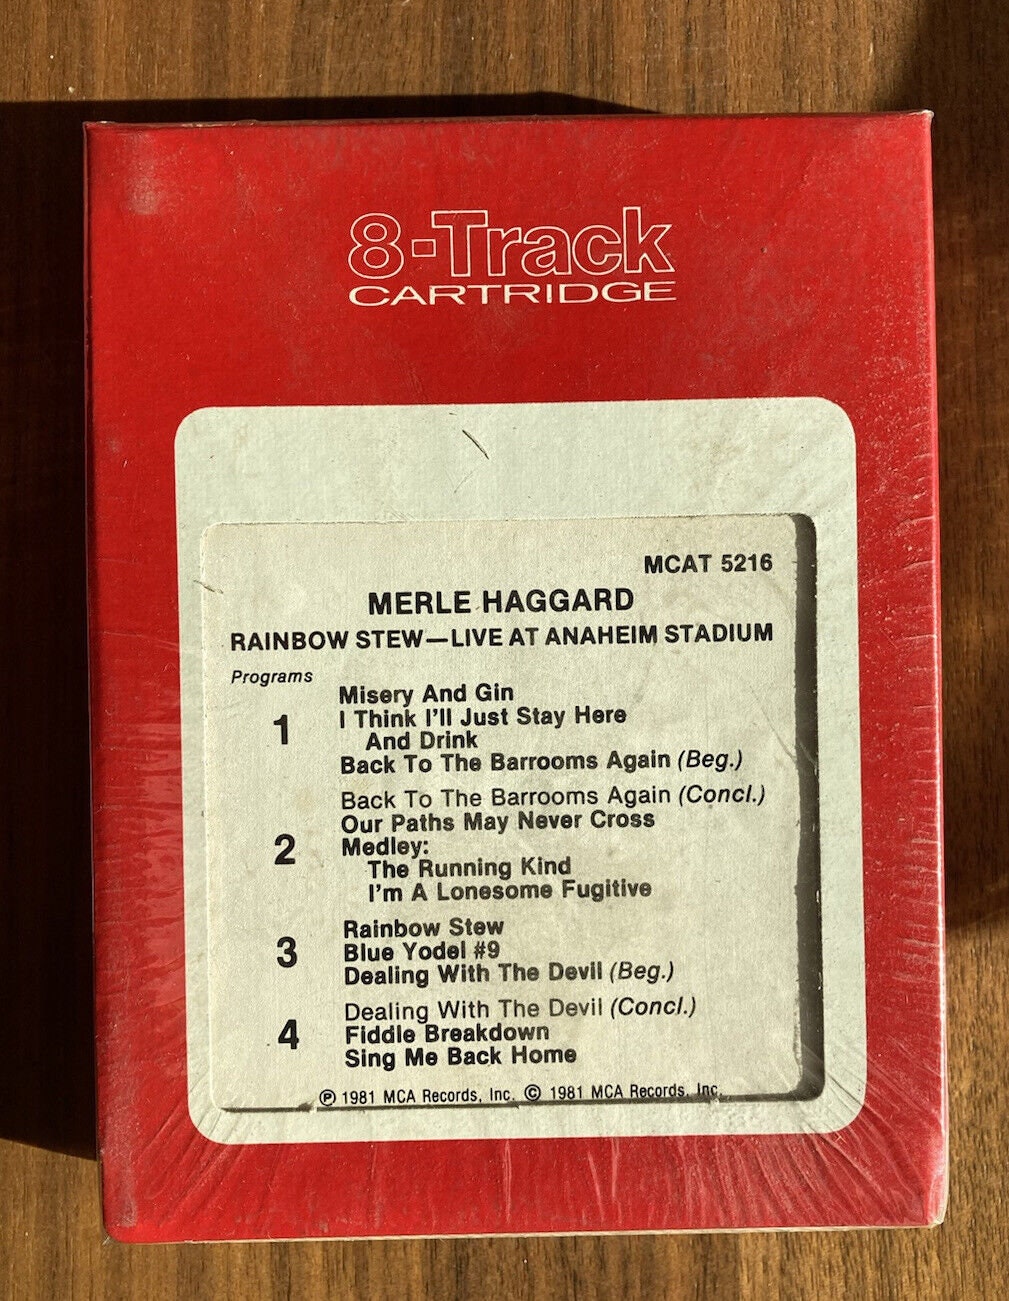 8-Track
CARTRIDGE
MCAT 5216
MERLE HAGGARD
RAINBOW STEW—LIVE AT ANAHEIM STADIUM
Programs
1
Misery And Gin
I Think I'll Just Stay Here
And Drink
Back To The Barrooms Again (Beg.)
2
Back To The Barrooms Again (Concl.)
Our Paths May Never Cross
Medley:
The Running Kind
I'm A Lonesome Fugitive
3
Rainbow Stew
Blue Yodel #9
Dealing With The Devil (Beg.)
4
Dealing With The Devil (Concl.)
Fiddle Breakdown
Sing Me Back Home
℗ 1981 MCA Records, Inc. © 1981 MCA Records, Inc.